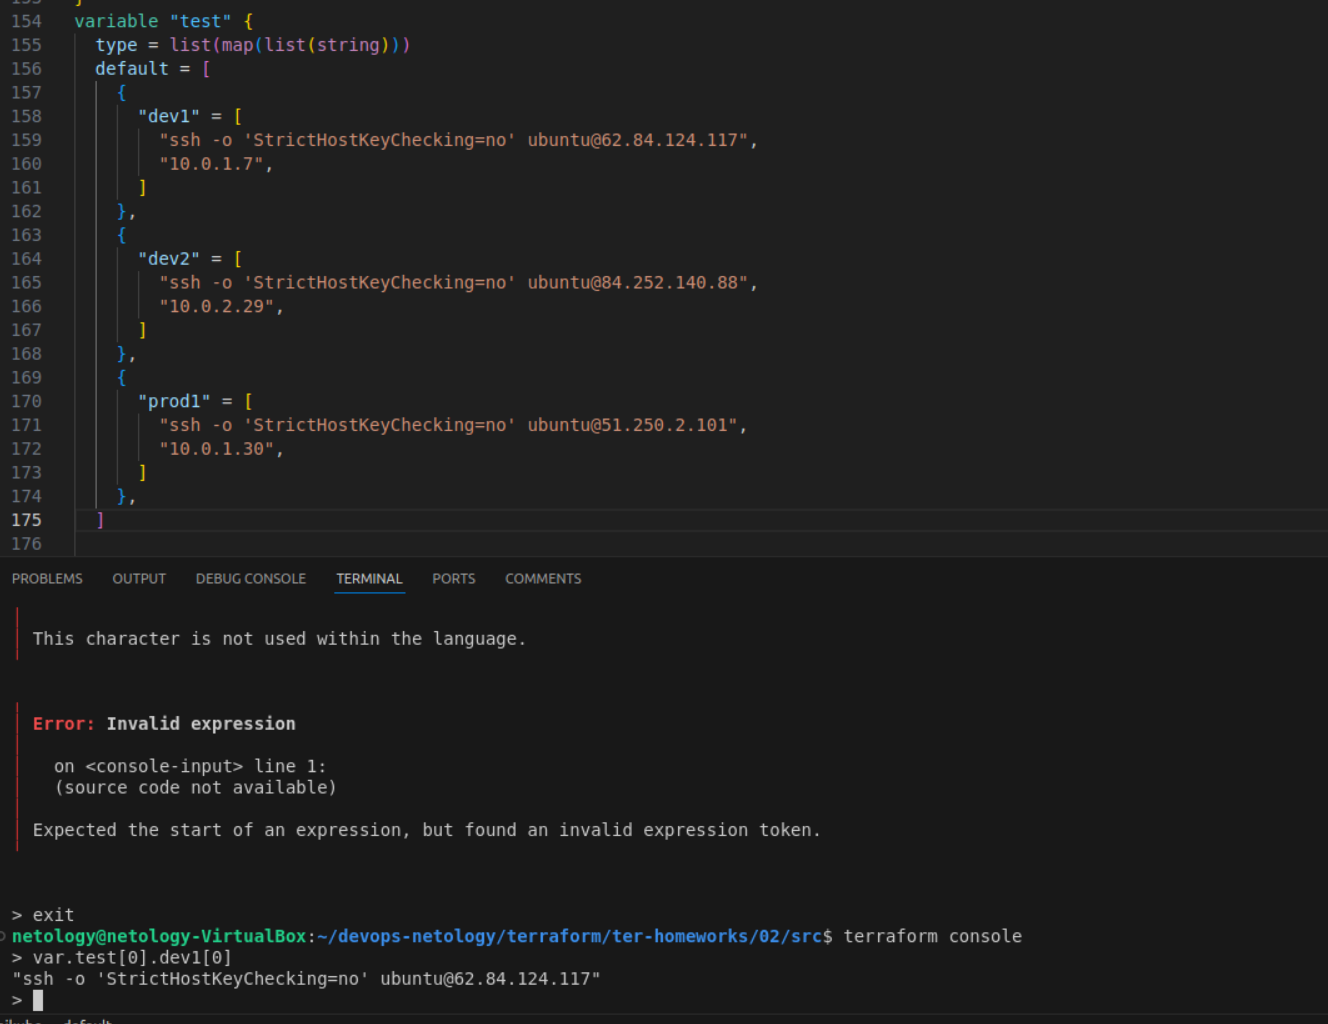 154 variable "test" {
155 type = list(map(list(string)))
156 default = [
157 {
158 "dev1" = [
159 "ssh -o 'StrictHostKeyChecking=no' ubuntu@62.84.124.117",
160 "10.0.1.7",
161 ]
162 },
163 {
164 "dev2" = [
165 "ssh -o 'StrictHostKeyChecking=no' ubuntu@84.252.140.88",
166 "10.0.2.29",
167 ]
168 },
169 {
170 "prod1" = [
171 "ssh -o 'StrictHostKeyChecking=no' ubuntu@51.250.2.101",
172 "10.0.1.30",
173 ]
174 },
175 ]
176
PROBLEMS OUTPUT DEBUG CONSOLE TERMINAL PORTS COMMENTS
This character is not used within the language.
Error: Invalid expression
on <console-input> line 1:
(source code not available)
Expected the start of an expression, but found an invalid expression token.
> exit
netology@netology-VirtualBox:~/devops-netology/terraform/ter-homeworks/02/src$ terraform console
> var.test[0].dev1[0]
"ssh -o 'StrictHostKeyChecking=no' ubuntu@62.84.124.117"
>